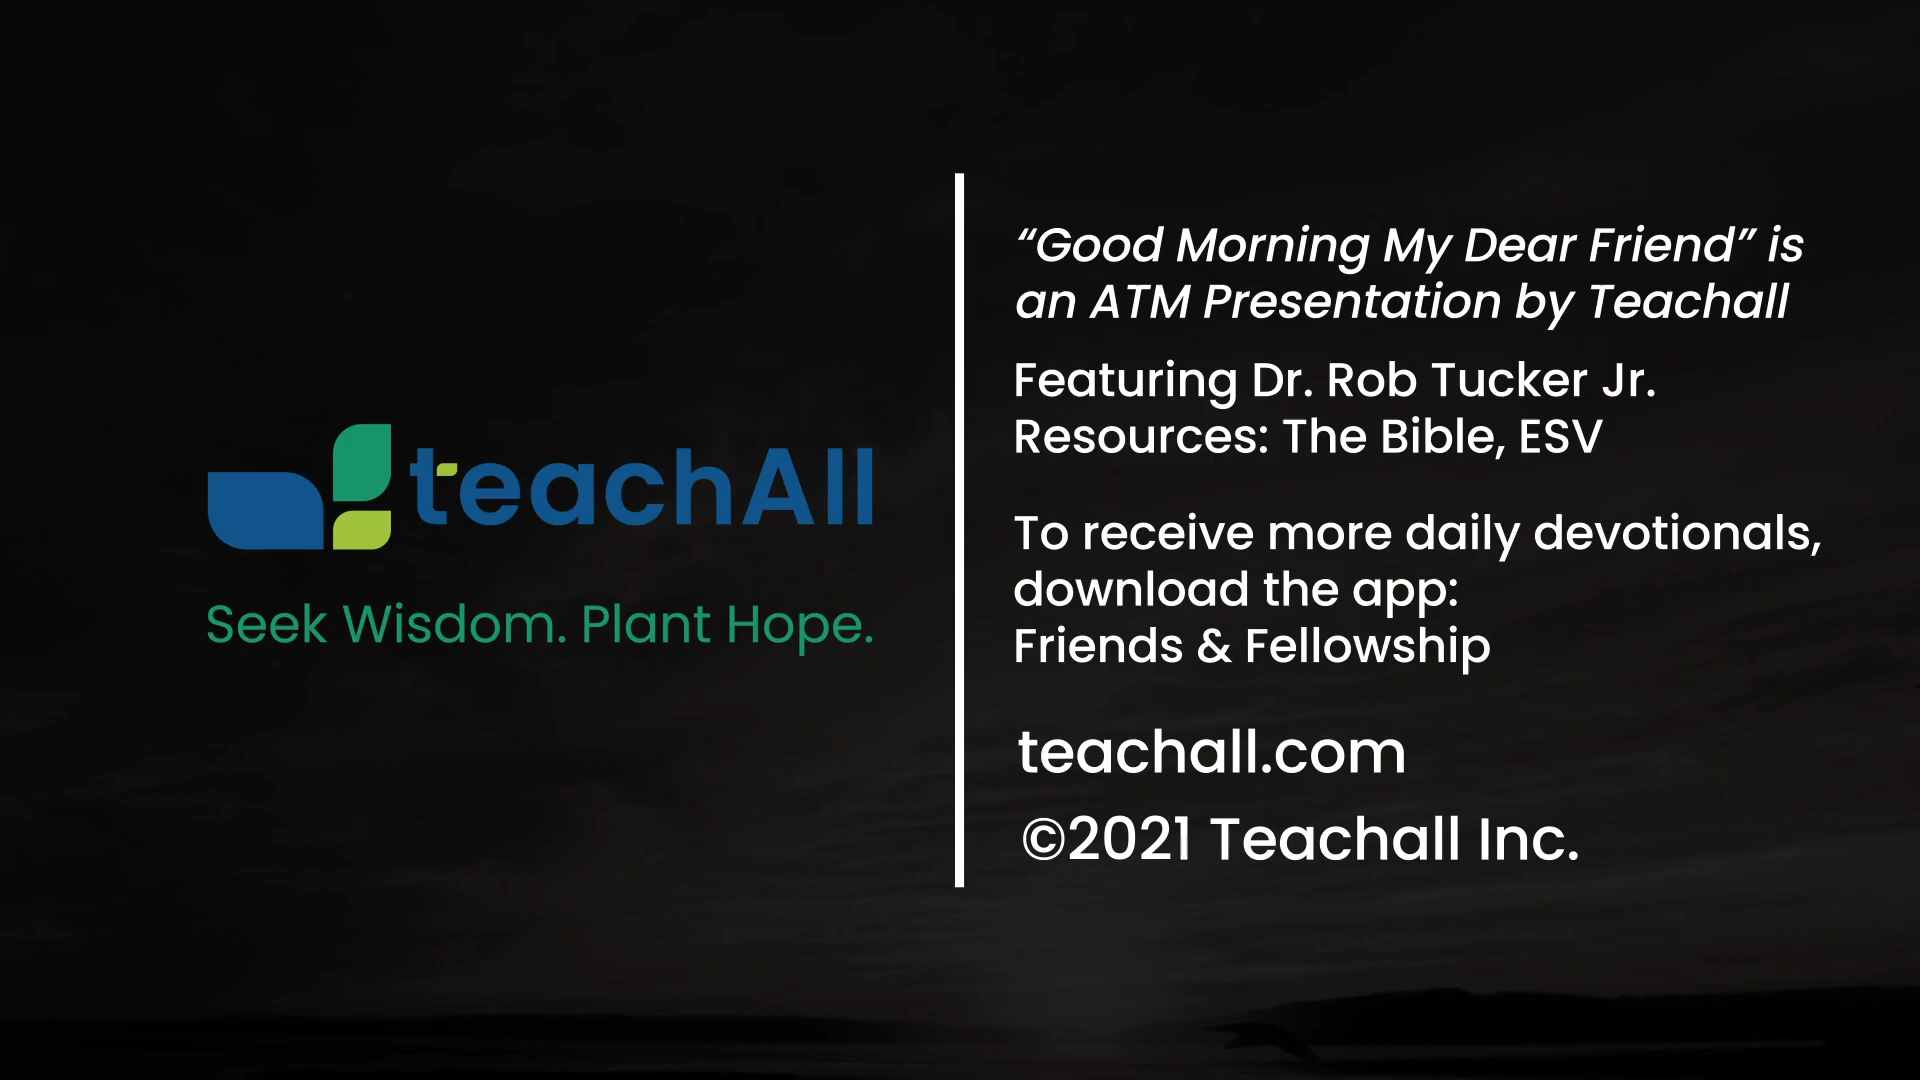 teachAll
Seek Wisdom. Plant Hope.
“Good Morning My Dear Friend” is
an ATM Presentation by Teachall
Featuring Dr. Rob Tucker Jr.
Resources: The Bible, ESV
To receive more daily devotionals,
download the app:
Friends & Fellowship
teachall.com
©2021 Teachall Inc.